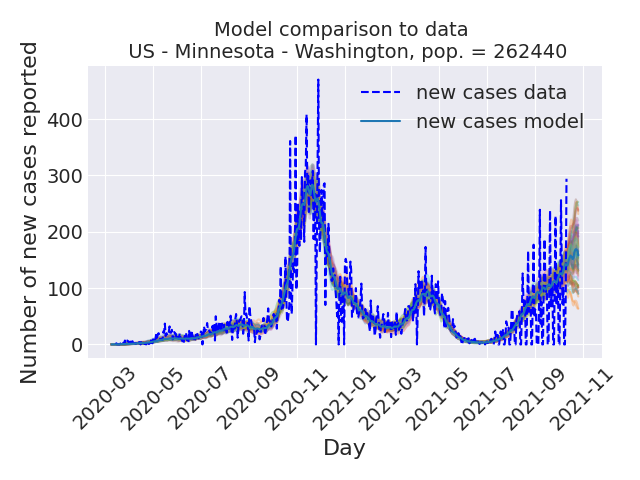 Model comparison to data
US - Minnesota - Washington, pop. = 262440
Number of new cases reported
400
300
200
100
0
new cases data
new cases model
2020-03
2020-05
2020-07
2020-09
2020-11
2021-01
2021-03
2021-05
2021-07
2021-09
2021-11
Day